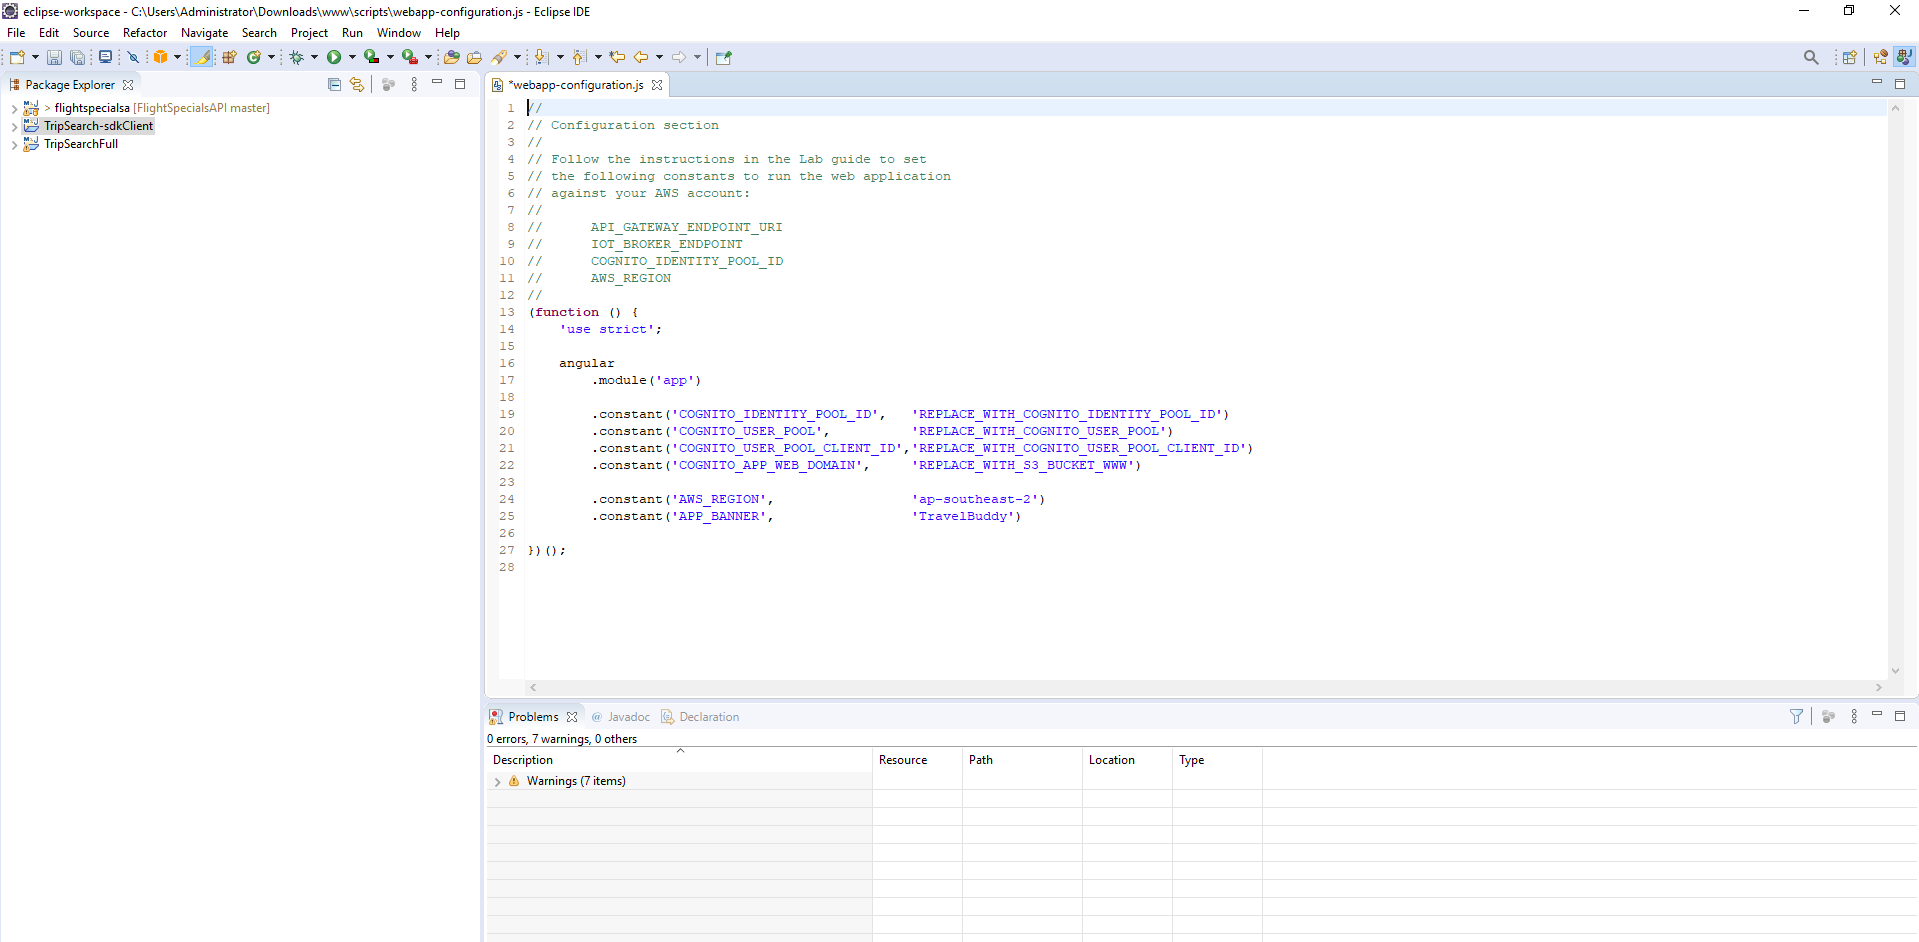 eclipse-workspace - C:\Users\Administrator\Downloads\www\scripts\webapp-configuration.js - Eclipse IDE
File Edit Source Refactor Navigate Search Project Run Window Help
Package Explorer
> flightspecialsa [FlightSpecialsAPI master]
TripSearch-sdkClient
TripSearchFull
*webapp-configuration.js
1 //
2 // Configuration section
3 //
4 // Follow the instructions in the Lab guide to set
5 // the following constants to run the web application
6 // against your AWS account:
7 //
8 //      API_GATEWAY_ENDPOINT_URI
9 //      IOT_BROKER_ENDPOINT
10 //      COGNITO_IDENTITY_POOL_ID
11 //      AWS_REGION
12 //
13 (function () {
14     'use strict';
15
16     angular
17         .module('app')
18
19         .constant('COGNITO_IDENTITY_POOL_ID',   'REPLACE_WITH_COGNITO_IDENTITY_POOL_ID')
20         .constant('COGNITO_USER_POOL',          'REPLACE_WITH_COGNITO_USER_POOL')
21         .constant('COGNITO_USER_POOL_CLIENT_ID','REPLACE_WITH_COGNITO_USER_POOL_CLIENT_ID')
22         .constant('COGNITO_APP_WEB_DOMAIN',     'REPLACE_WITH_S3_BUCKET_WWW')
23
24         .constant('AWS_REGION',                 'ap-southeast-2')
25         .constant('APP_BANNER',                 'TravelBuddy')
26
27 })();
28
Problems @ Javadoc Declaration
0 errors, 7 warnings, 0 others
Description Resource Path Location Type
Warnings (7 items)